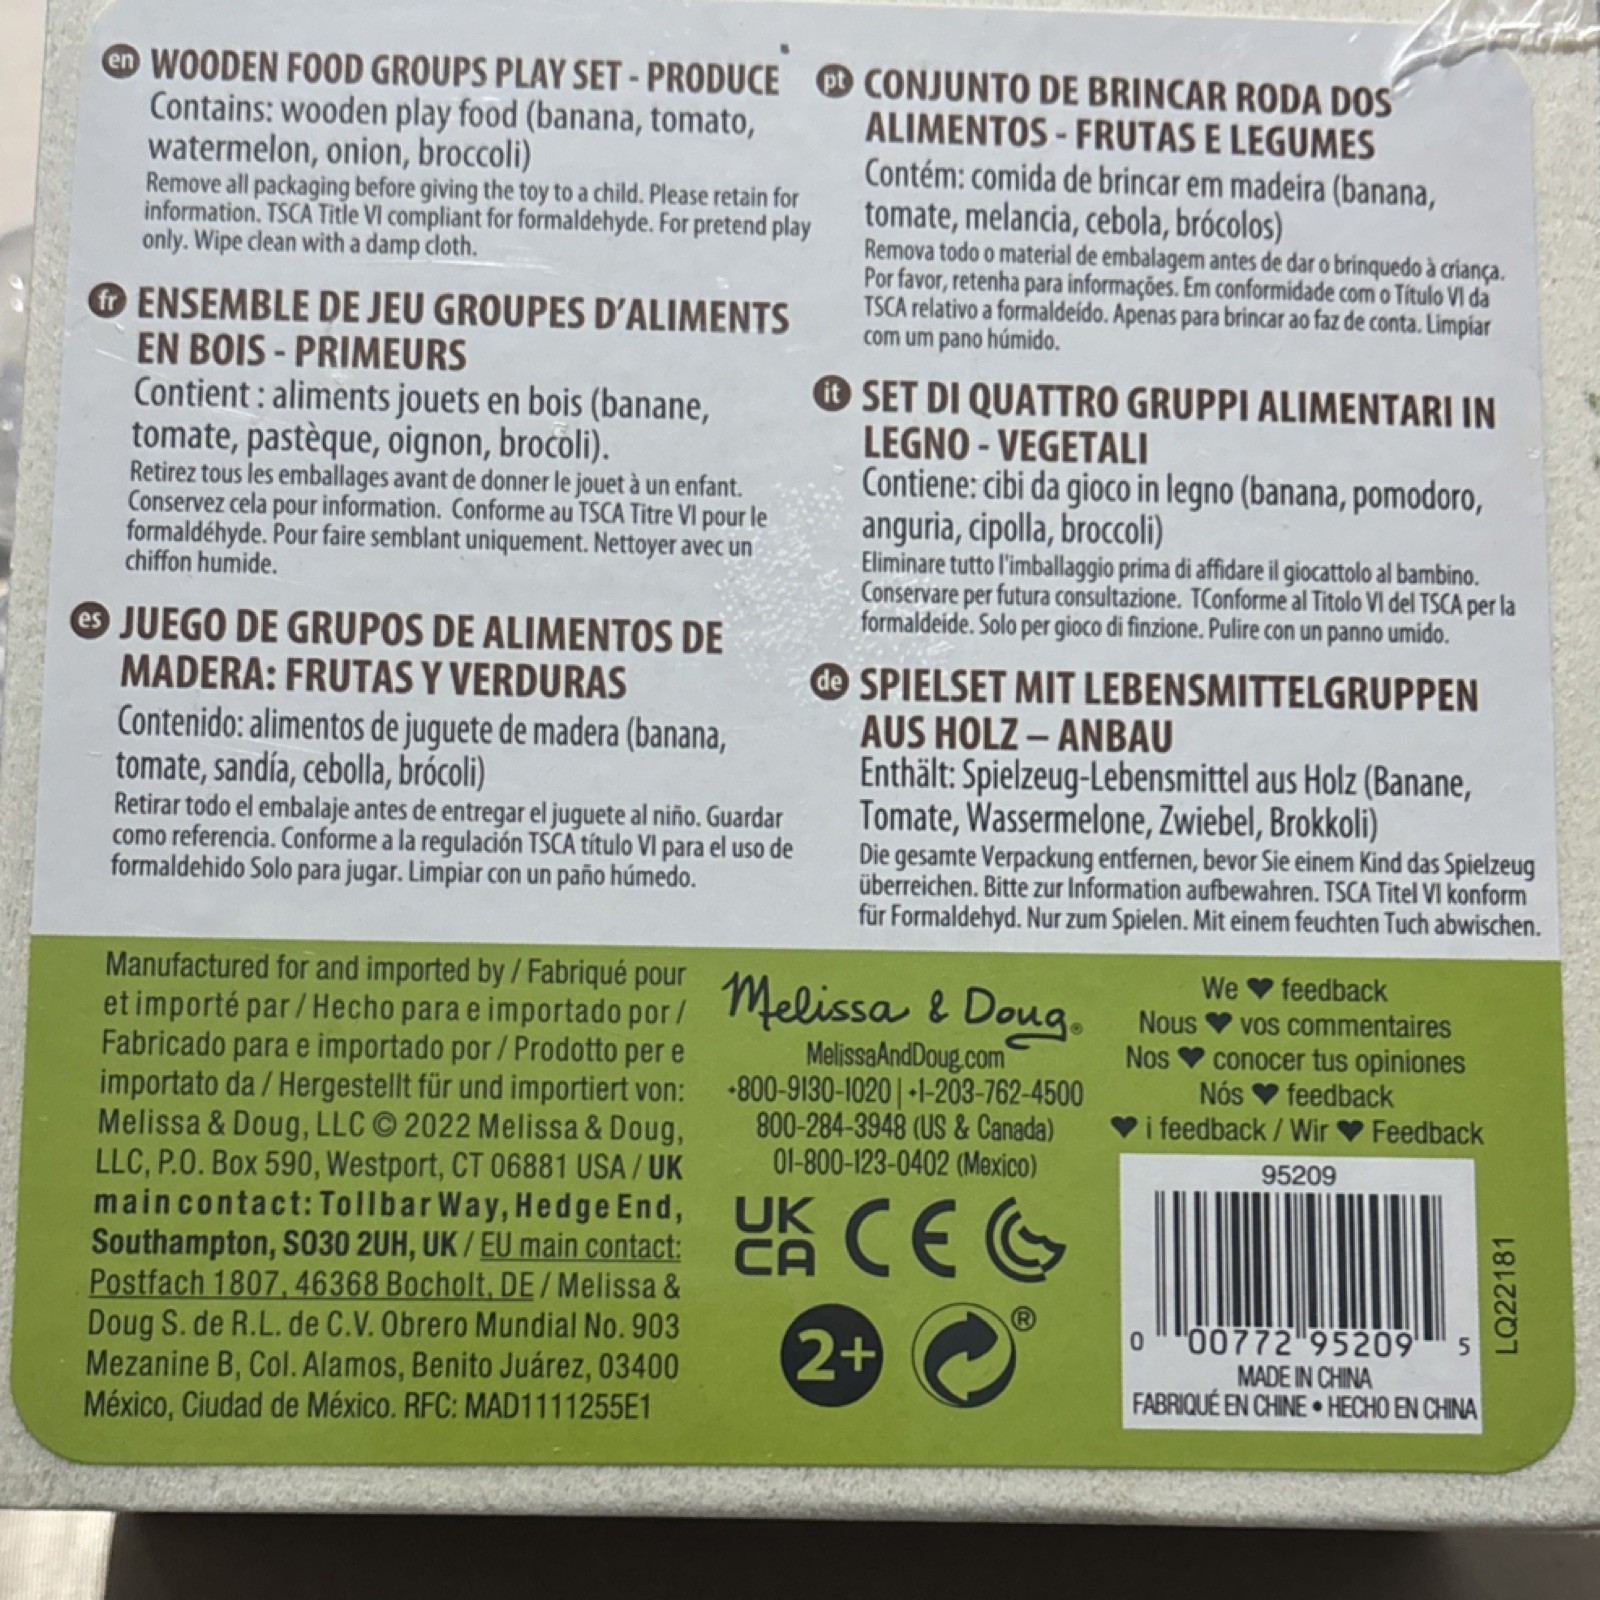 en WOODEN FOOD GROUPS PLAY SET - PRODUCE
Contains: wooden play food (banana, tomato,
watermelon, onion, broccoli)
Remove all packaging before giving the toy to a child. Please retain for
information. TSCA Title VI compliant for formaldehyde. For pretend play
only. Wipe clean with a damp cloth.
fr ENSEMBLE DE JEU GROUPES D'ALIMENTS
EN BOIS - PRIMEURS
Contient : aliments jouets en bois (banane,
tomate, pastèque, oignon, brocoli).
Retirez tous les emballages avant de donner le jouet à un enfant.
Conservez cela pour information. Conforme au TSCA Titre VI pour le
formaldéhyde. Pour faire semblant uniquement. Nettoyer avec un
chiffon humide.
es JUEGO DE GRUPOS DE ALIMENTOS DE
MADERA: FRUTAS Y VERDURAS
Contenido: alimentos de juguete de madera (banana,
tomate, sandía, cebolla, brócoli)
Retirar todo el embalaje antes de entregar el juguete al niño. Guardar
como referencia. Conforme a la regulación TSCA título VI para el uso de
formaldehido Solo para jugar. Limpiar con un paño húmedo.
pt CONJUNTO DE BRINCAR RODA DOS
ALIMENTOS - FRUTAS E LEGUMES
Contém: comida de brincar em madeira (banana,
tomate, melancia, cebola, brócolos)
Remova todo o material de embalagem antes de dar o brinquedo à criança.
Por favor, retenha para informações. Em conformidade com o Título VI da
TSCA relativo a formaldeído. Apenas para brincar ao faz de conta. Limpiar
com um pano húmido.
it SET DI QUATTRO GRUPPI ALIMENTARI IN
LEGNO - VEGETALI
Contiene: cibi da gioco in legno (banana, pomodoro,
anguria, cipolla, broccoli)
Eliminare tutto l'imballaggio prima di affidare il giocattolo al bambino.
Conservare per futura consultazione. TConforme al Titolo VI del TSCA per la
formaldeide. Solo per gioco di finzione. Pulire con un panno umido.
de SPIELSET MIT LEBENSMITTELGRUPPEN
AUS HOLZ – ANBAU
Enthält: Spielzeug-Lebensmittel aus Holz (Banane,
Tomate, Wassermelone, Zwiebel, Brokkoli)
Die gesamte Verpackung entfernen, bevor Sie einem Kind das Spielzeug
überreichen. Bitte zur Information aufbewahren. TSCA Titel VI konform
für Formaldehyd. Nur zum Spielen. Mit einem feuchten Tuch abwischen.
Manufactured for and imported by / Fabriqué pour
et importé par / Hecho para e importado por /
Fabricado para e importado por / Prodotto per e
importato da / Hergestellt für und importiert von:
Melissa & Doug, LLC © 2022 Melissa & Doug,
LLC, P.O. Box 590, Westport, CT 06881 USA / UK
main contact: Tollbar Way, Hedge End,
Southampton, SO30 2UH, UK / EU main contact:
Postfach 1807, 46368 Bocholt, DE / Melissa &
Doug S. de R.L. de C.V. Obrero Mundial No. 903
Mezanine B, Col. Alamos, Benito Juárez, 03400
México, Ciudad de México. RFC: MAD1111255E1
Melissa & Doug®
MelissaAndDoug.com
+800-9130-1020 | +1-203-762-4500
800-284-3948 (US & Canada)
01-800-123-0402 (Mexico)
UK CA CE
2+ ®
We ♥ feedback
Nous ♥ vos commentaires
Nos ♥ conocer tus opiniones
Nós ♥ feedback
♥ i feedback / Wir ♥ Feedback
95209
0 00772 95209 5
MADE IN CHINA
FABRIQUÉ EN CHINE • HECHO EN CHINA
LQ22181